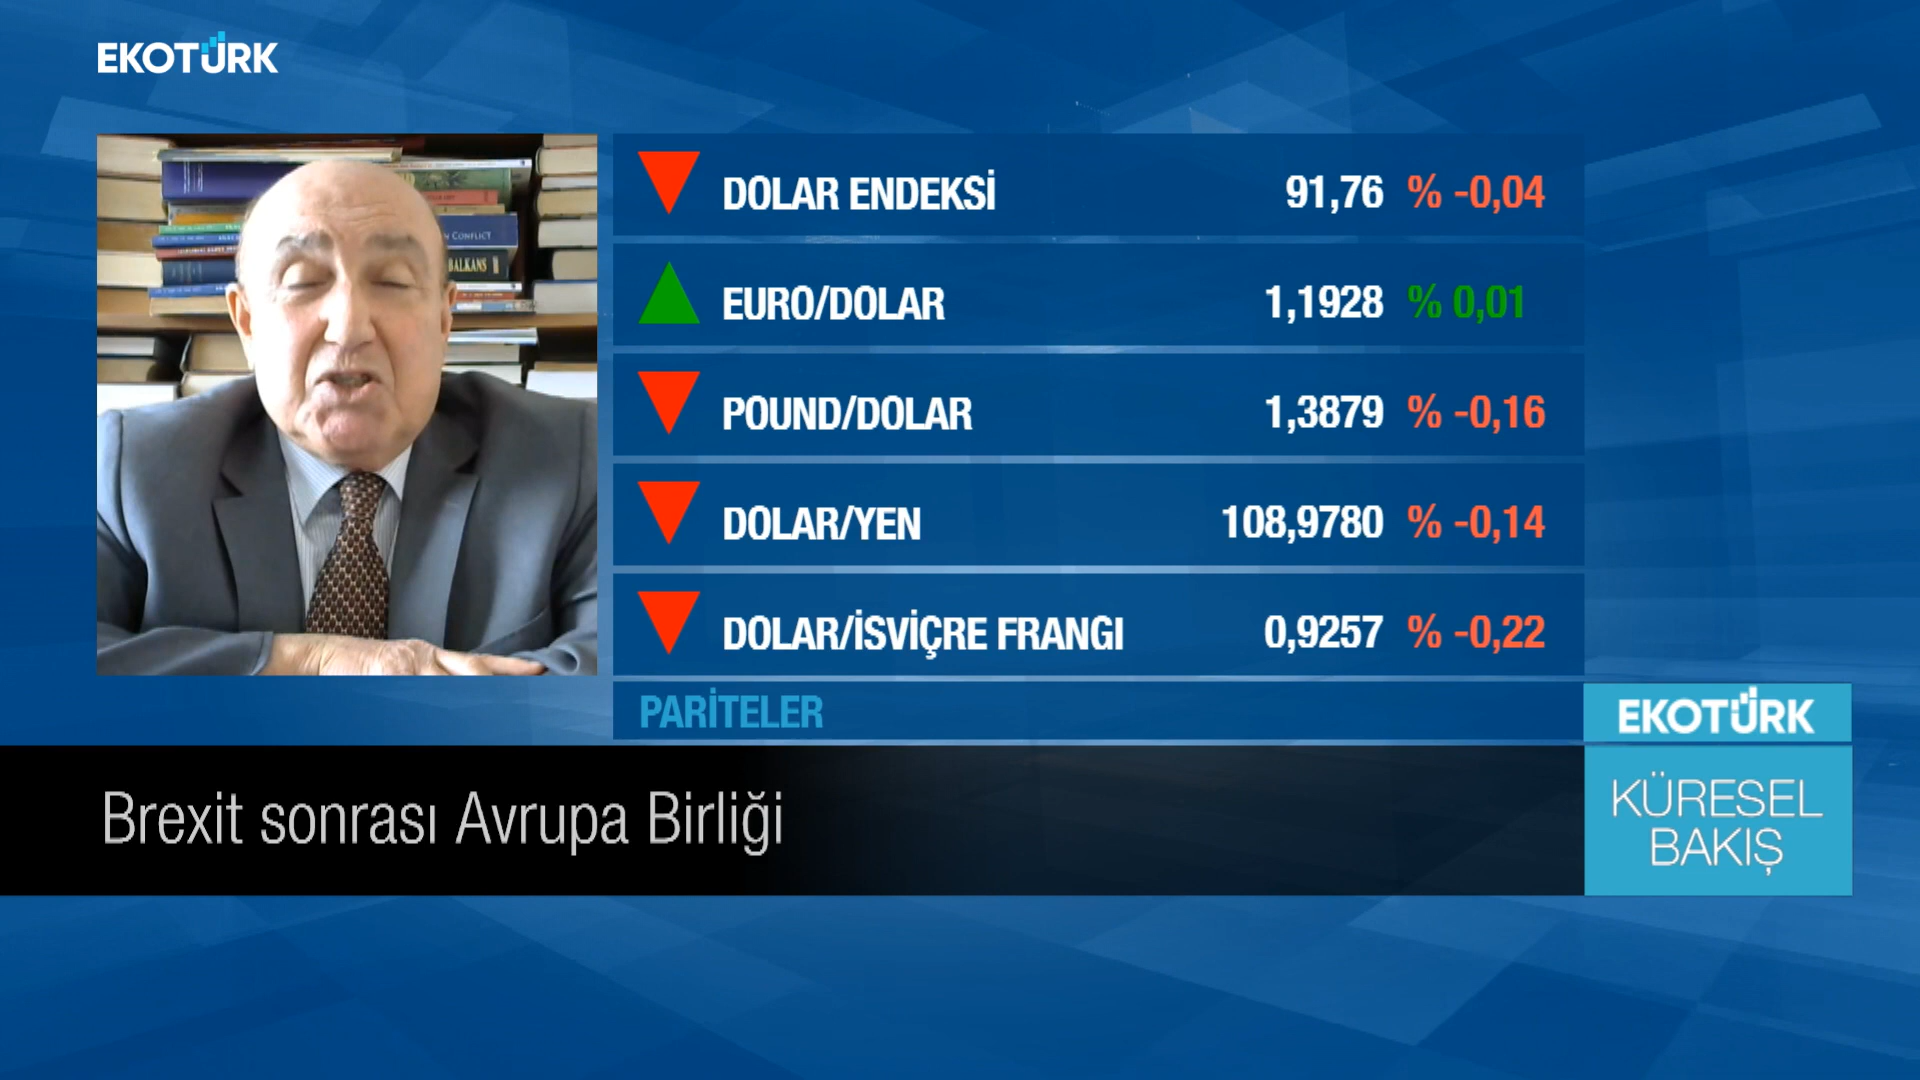 EKOTÜRK
CONFLICT
BALKANS
DOLAR ENDEKSİ 91,76 % -0,04
EURO/DOLAR 1,1928 % 0,01
POUND/DOLAR 1,3879 % -0,16
DOLAR/YEN 108,9780 % -0,14
DOLAR/İSVİÇRE FRANGI 0,9257 % -0,22
PARİTELER
EKOTÜRK
Brexit sonrası Avrupa Birliği
KÜRESEL
BAKIŞ